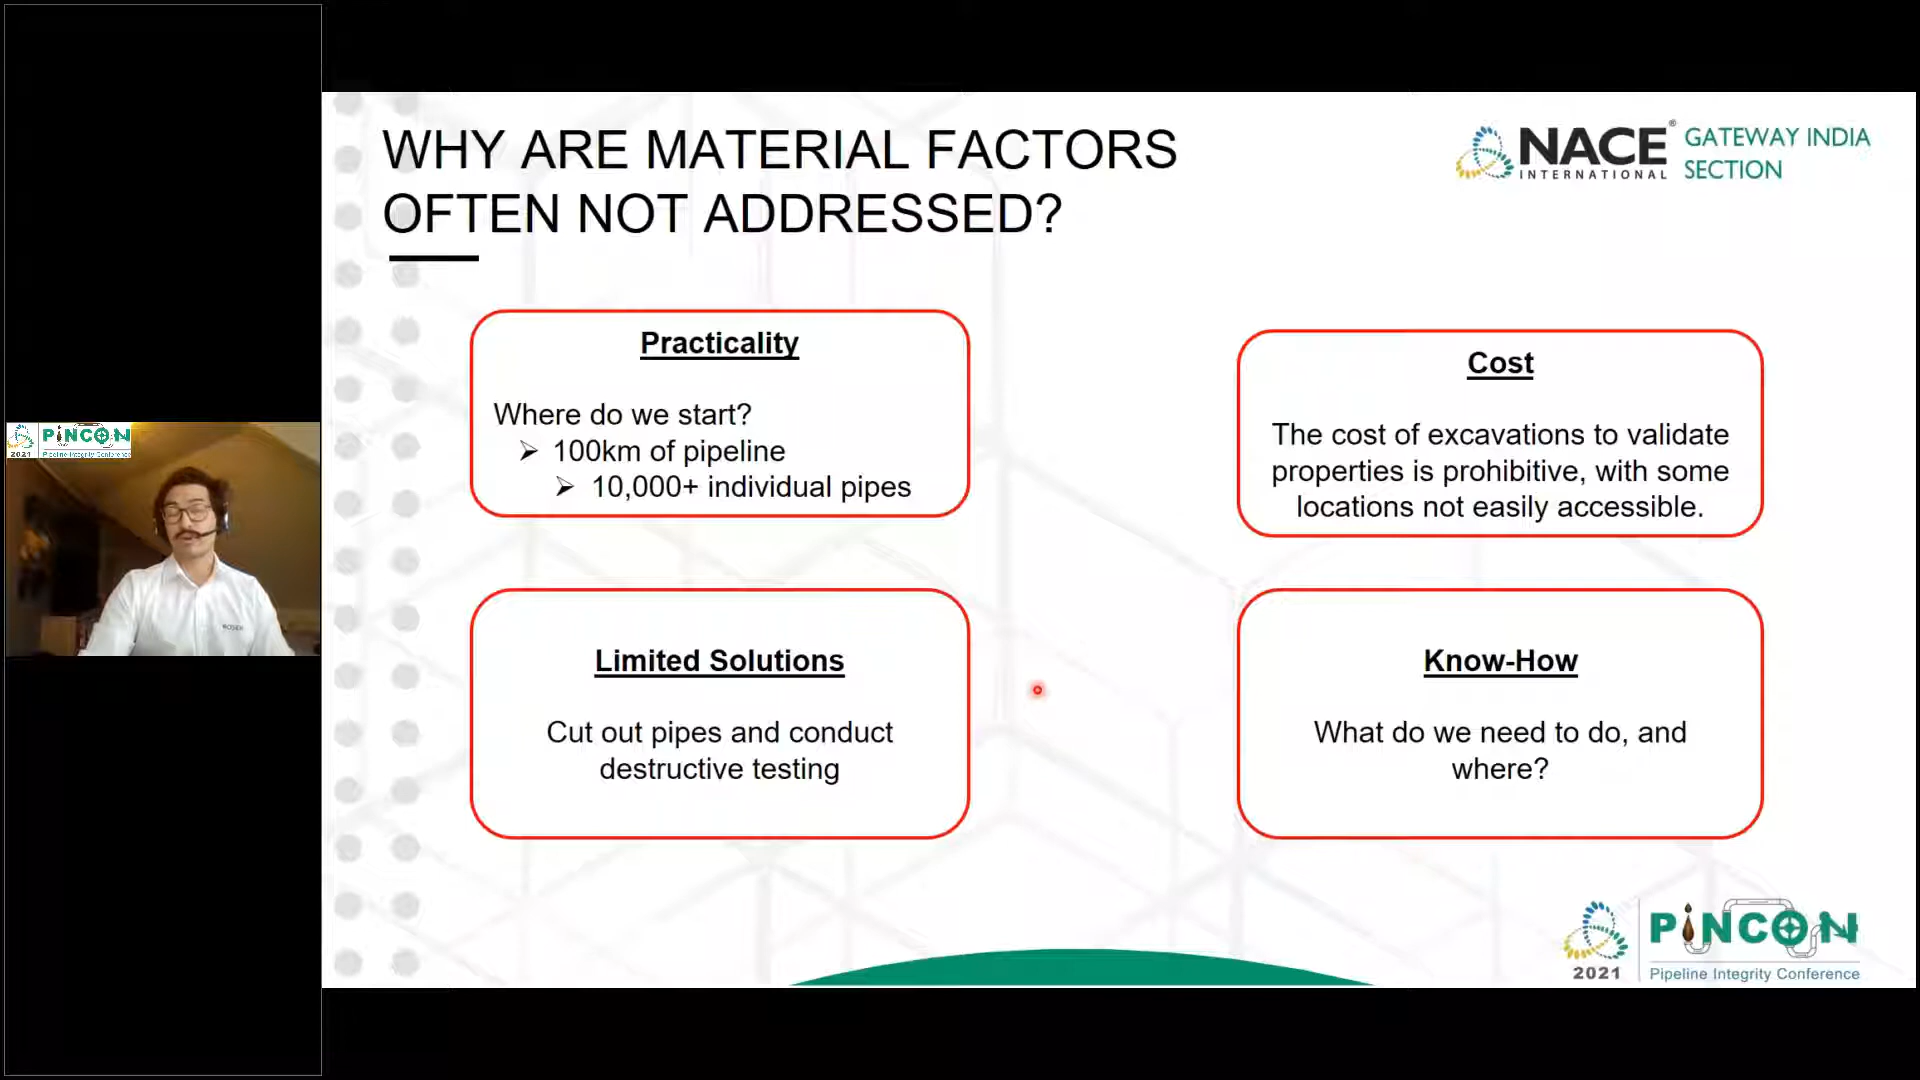 PINCON
2021
Pipeline Integrity Conference
WHY ARE MATERIAL FACTORS
OFTEN NOT ADDRESSED?
NACE®
INTERNATIONAL
GATEWAY INDIA
SECTION
Practicality
Where do we start?
➢ 100km of pipeline
➢ 10,000+ individual pipes
Cost
The cost of excavations to validate
properties is prohibitive, with some
locations not easily accessible.
Limited Solutions
Cut out pipes and conduct
destructive testing
Know-How
What do we need to do, and
where?
PiNCON
2021
Pipeline Integrity Conference